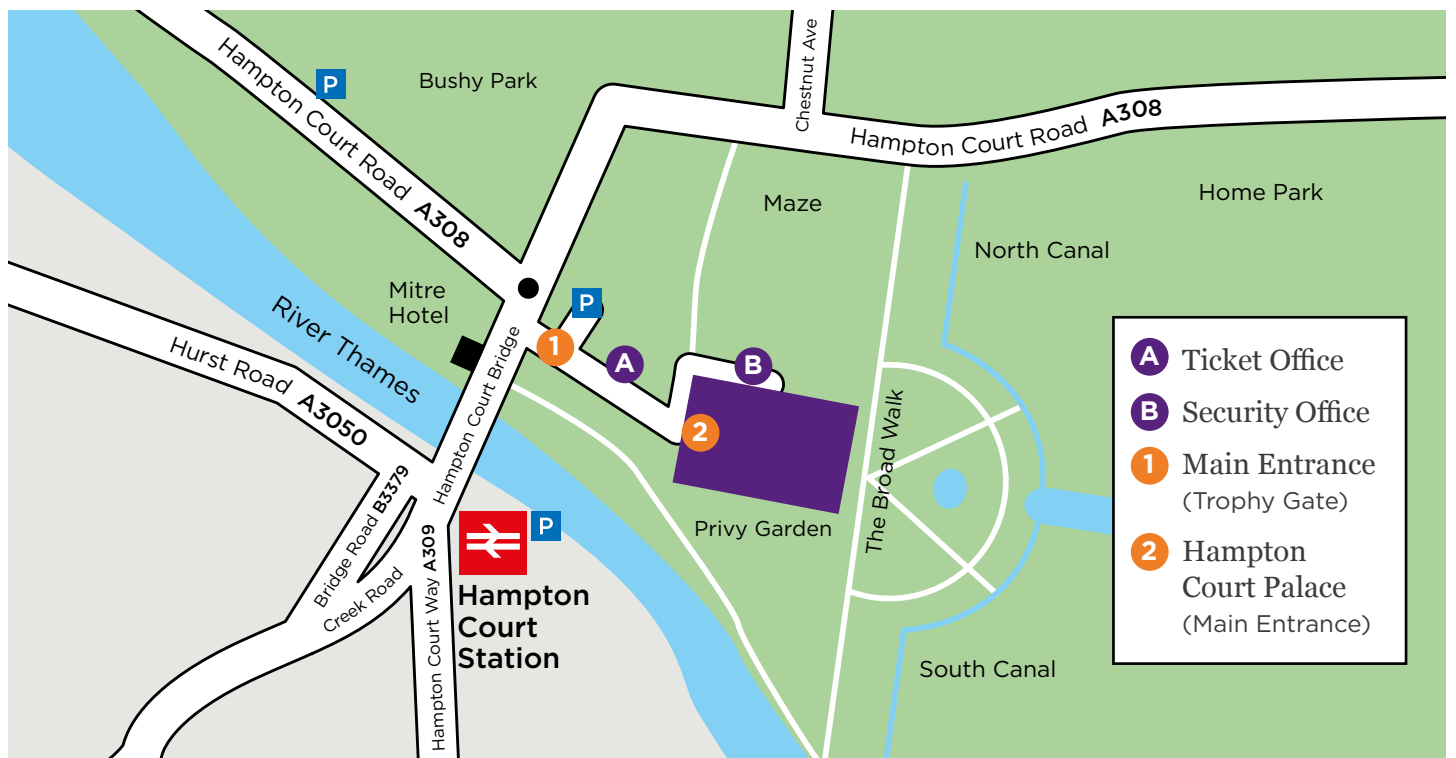 Hampton Court Road A308
P
Bushy Park
Chestnut Ave
Hampton Court Road A308
Maze
Home Park
North Canal
Mitre
Hotel
P
River Thames
Hurst Road A3050
Hampton Court Bridge
1
A
B
2
The Broad Walk
Privy Garden
Bridge Road B3379
Creek Road
Hampton Court Way A309
P
Hampton
Court
Station
South Canal
A Ticket Office
B Security Office
1 Main Entrance
(Trophy Gate)
2 Hampton
Court Palace
(Main Entrance)